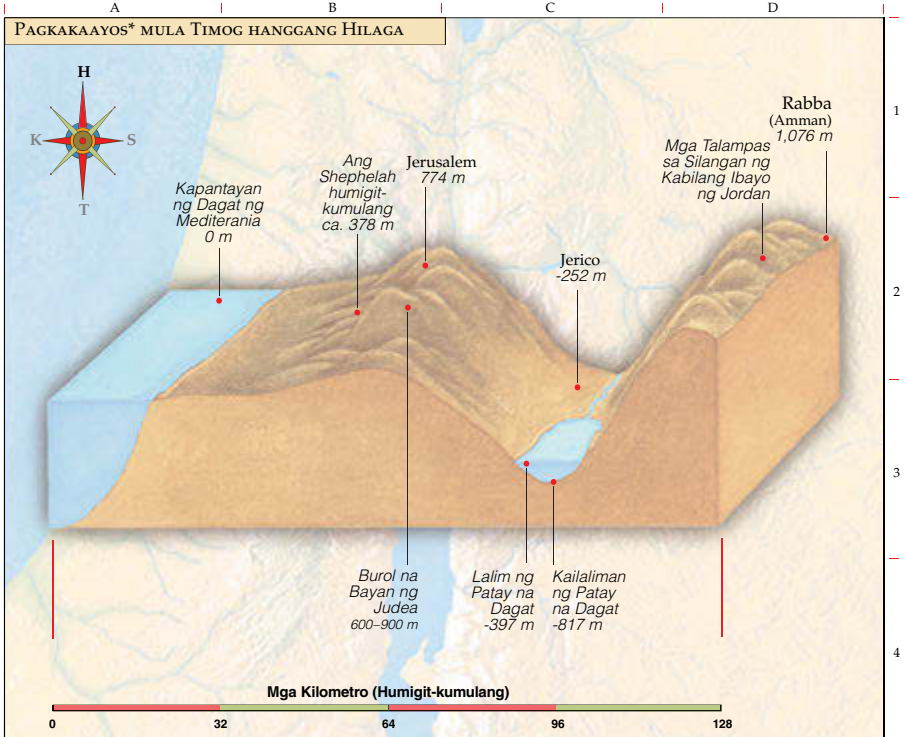 A B C D
PAGKAKAAYOS* MULA TIMOG HANGGANG HILAGA
H
K S
T
1
2
3
4
Kapantayan
ng Dagat ng
Mediterania
0 m
Ang
Shephelah
humigit-
kumulang
ca. 378 m
Jerusalem
774 m
Jerico
-252 m
Mga Talampas
sa Silangan ng
Kabilang Ibayo
ng Jordan
Rabba
(Amman)
1,076 m
Burol na
Bayan ng
Judea
600–900 m
Lalim ng
Patay na
Dagat
-397 m
Kailaliman
ng Patay
na Dagat
-817 m
Mga Kilometro (Humigit-kumulang)
0 32 64 96 128